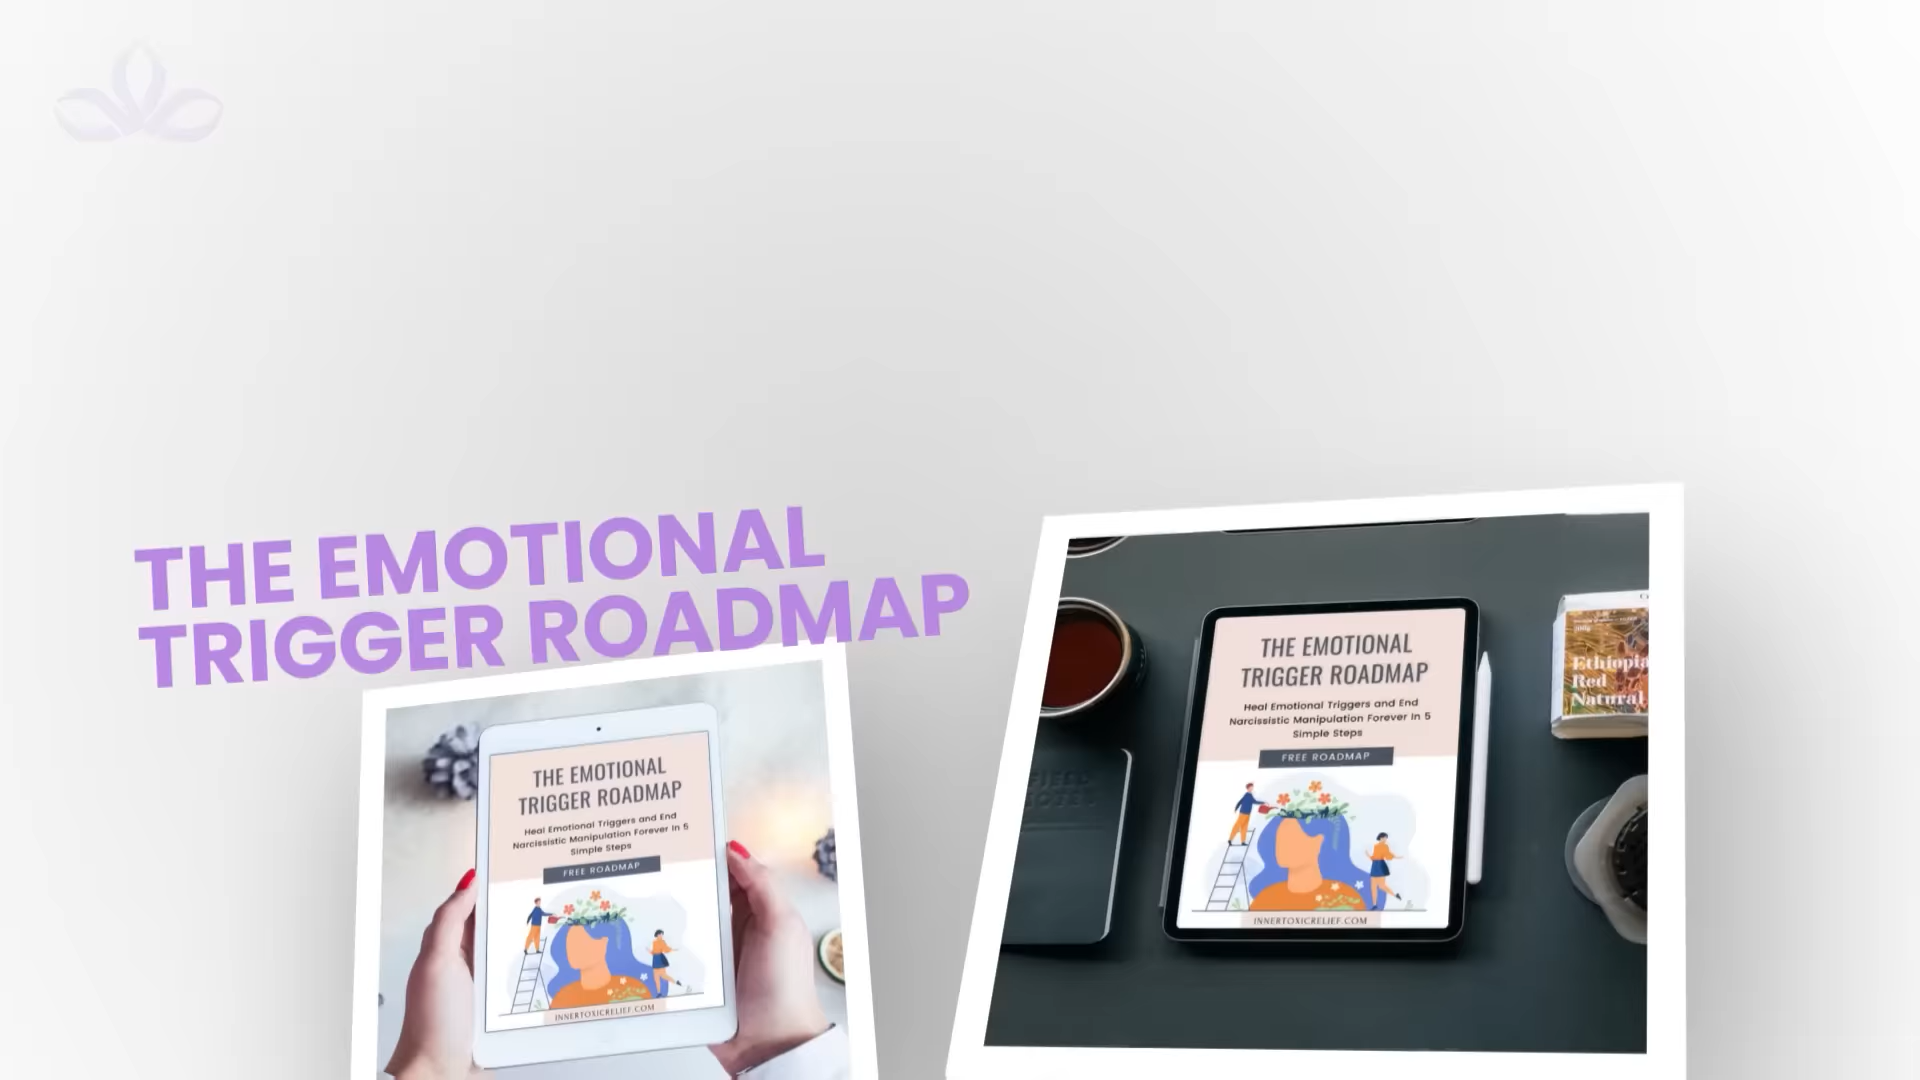 THE EMOTIONAL
TRIGGER ROADMAP
THE EMOTIONAL
TRIGGER ROADMAP
Heal Emotional Triggers and End
Narcissistic Manipulation Forever In 5
Simple Steps
FREE ROADMAP
INNERTOXICRELIEF.COM
THE EMOTIONAL
TRIGGER ROADMAP
Heal Emotional Triggers and End
Narcissistic Manipulation Forever In 5
Simple Steps
FREE ROADMAP
INNERTOXICRELIEF.COM
Ethiopia
Red
Natural